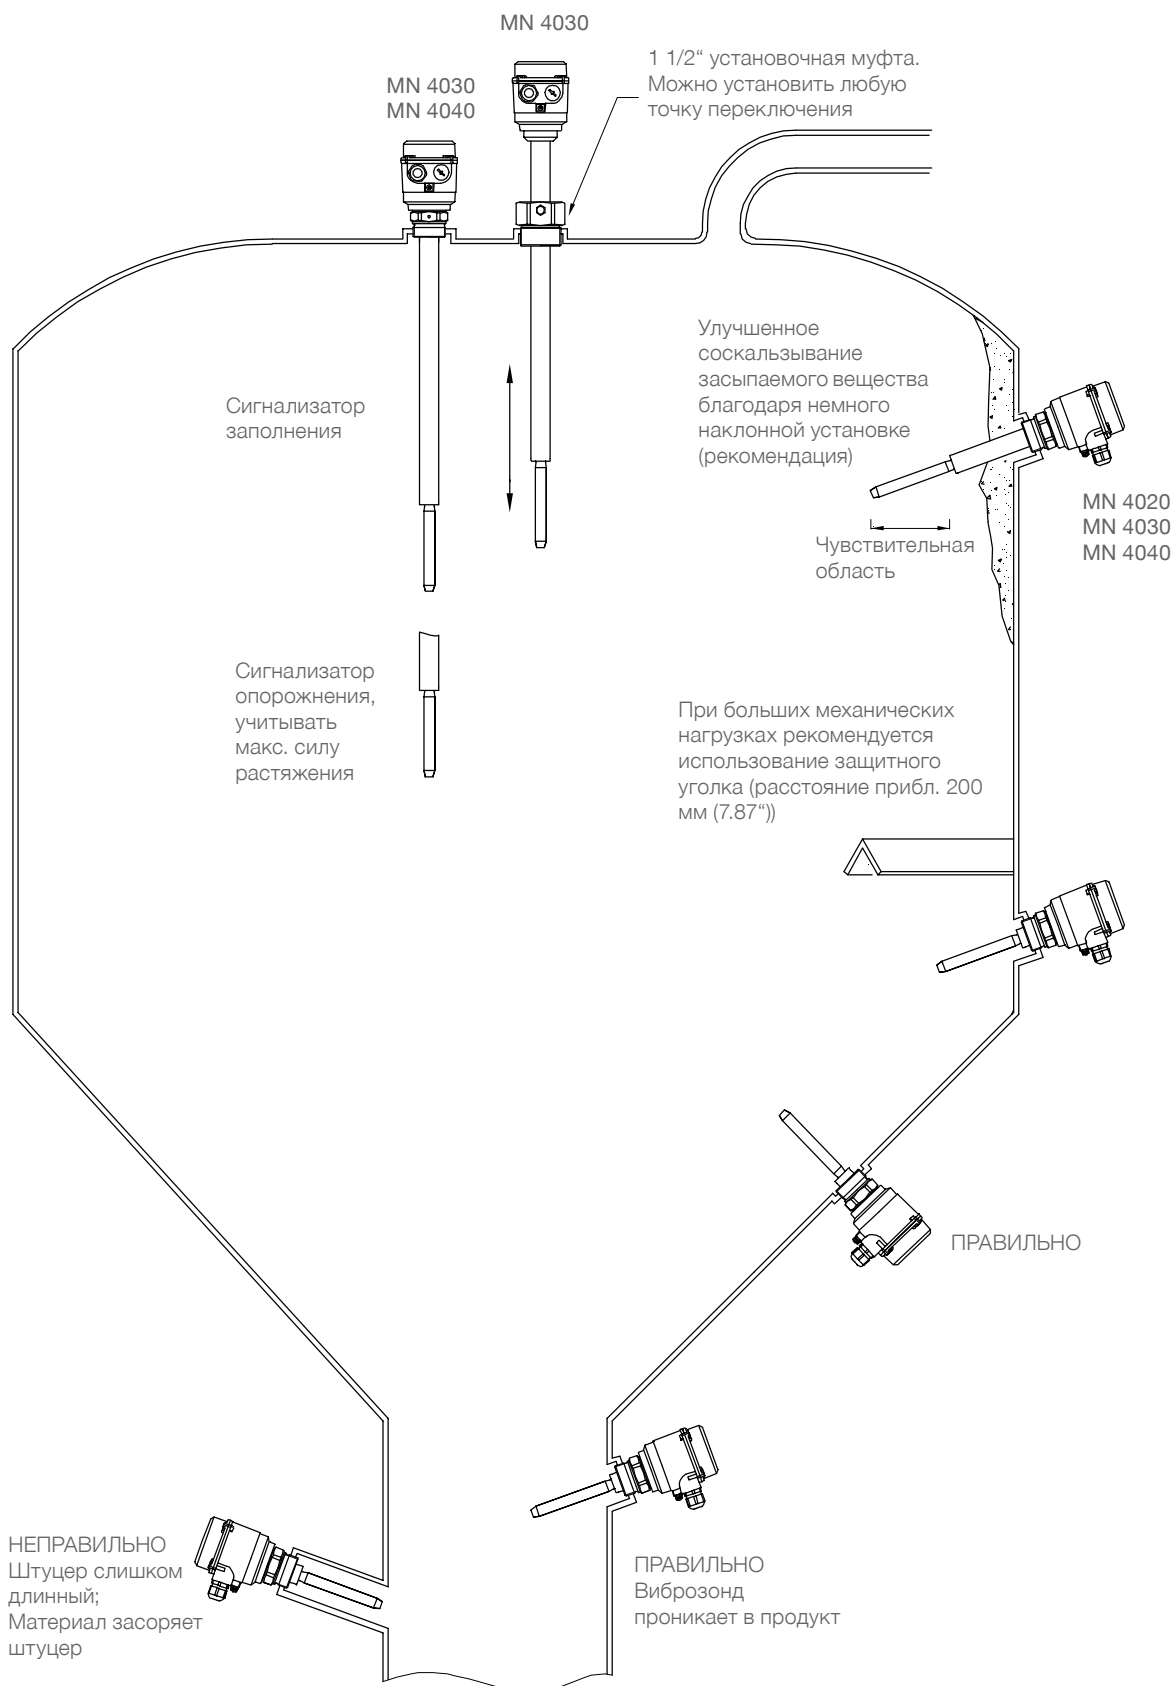 MN 4030
1 1/2“ установочная муфта.
Можно установить любую
точку переключения
MN 4030
MN 4040
Улучшенное
соскальзывание
засыпаемого вещества
благодаря немного
наклонной установке
(рекомендация)
Сигнализатор
заполнения
MN 4020
MN 4030
MN 4040
Чувствительная
область
Сигнализатор
опорожнения,
учитывать
макс. силу
растяжения
При больших механических
нагрузках рекомендуется
использование защитного
уголка (расстояние прибл. 200
мм (7.87“))
ПРАВИЛЬНО
НЕПРАВИЛЬНО
Штуцер слишком
длинный;
Материал засоряет
штуцер
ПРАВИЛЬНО
Виброзонд
проникает в продукт